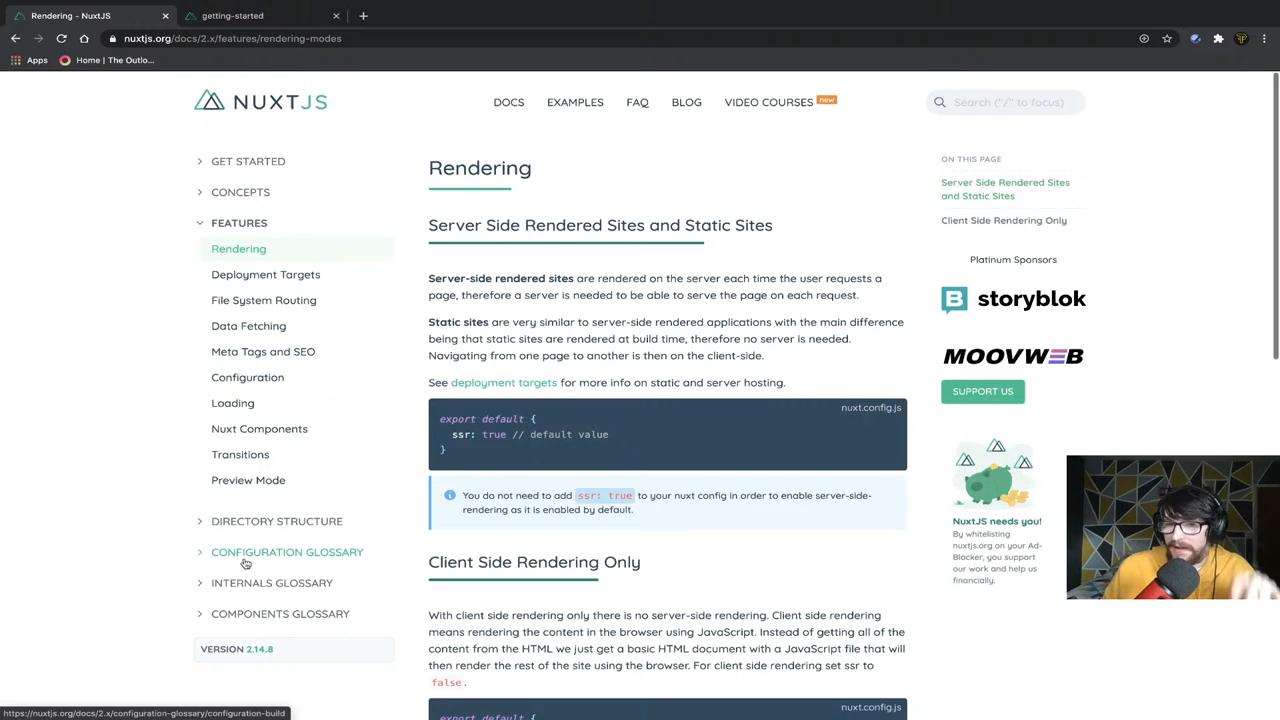 Rendering - NuxtJS
getting-started
nuxtjs.org/docs/2.x/features/rendering-modes
Apps
Home | The Outlo...
NUXTJS
DOCS
EXAMPLES
FAQ
BLOG
VIDEO COURSES
new
Search ("/" to focus)
GET STARTED
CONCEPTS
FEATURES
Rendering
Deployment Targets
File System Routing
Data Fetching
Meta Tags and SEO
Configuration
Loading
Nuxt Components
Transitions
Preview Mode
DIRECTORY STRUCTURE
CONFIGURATION GLOSSARY
INTERNALS GLOSSARY
COMPONENTS GLOSSARY
VERSION 2.14.8
Rendering
Server Side Rendered Sites and Static Sites
Server-side rendered sites are rendered on the server each time the user requests a
page, therefore a server is needed to be able to serve the page on each request.
Static sites are very similar to server-side rendered applications with the main difference
being that static sites are rendered at build time, therefore no server is needed.
Navigating from one page to another is then on the client-side.
See deployment targets for more info on static and server hosting.
nuxt.config.js
export default {
ssr: true // default value
}
You do not need to add ssr: true to your nuxt config in order to enable server-side-
rendering as it is enabled by default.
Client Side Rendering Only
With client side rendering only there is no server-side rendering. Client side rendering
means rendering the content in the browser using JavaScript. Instead of getting all of the
content from the HTML we just get a basic HTML document with a JavaScript file that will
then render the rest of the site using the browser. For client side rendering set ssr to
false.
nuxt.config.js
export default {
ON THIS PAGE
Server Side Rendered Sites
and Static Sites
Client Side Rendering Only
Platinum Sponsors
B storyblok
MOOVWEB
SUPPORT US
NuxtJS needs you!
By whitelisting
nuxtjs.org on your Ad-
Blocker, you support
our work and help us
financially.
https://nuxtjs.org/docs/2.x/configuration-glossary/configuration-build